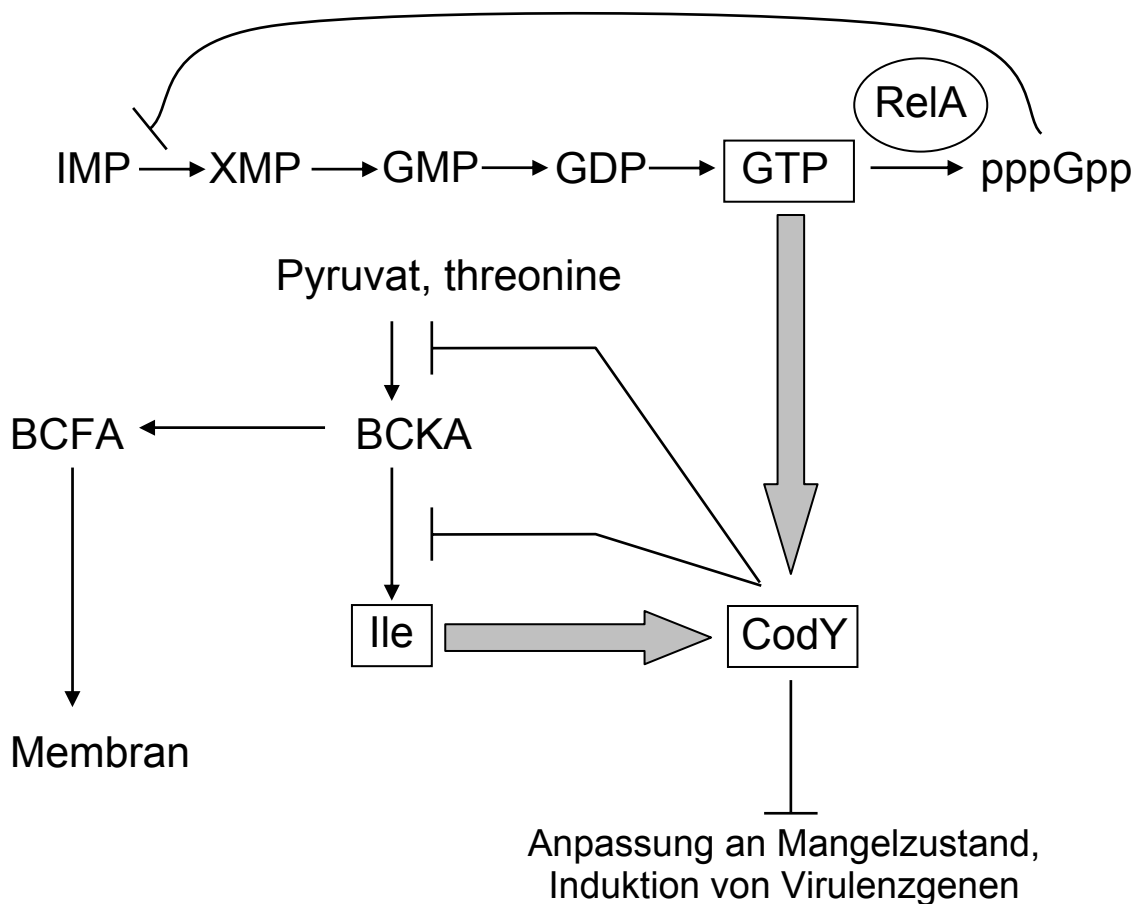 RelA
IMP XMP GMP GDP GTP pppGpp
Pyruvat, threonine
BCFA BCKA
Ile CodY
Membran
Anpassung an Mangelzustand,
Induktion von Virulenzgenen